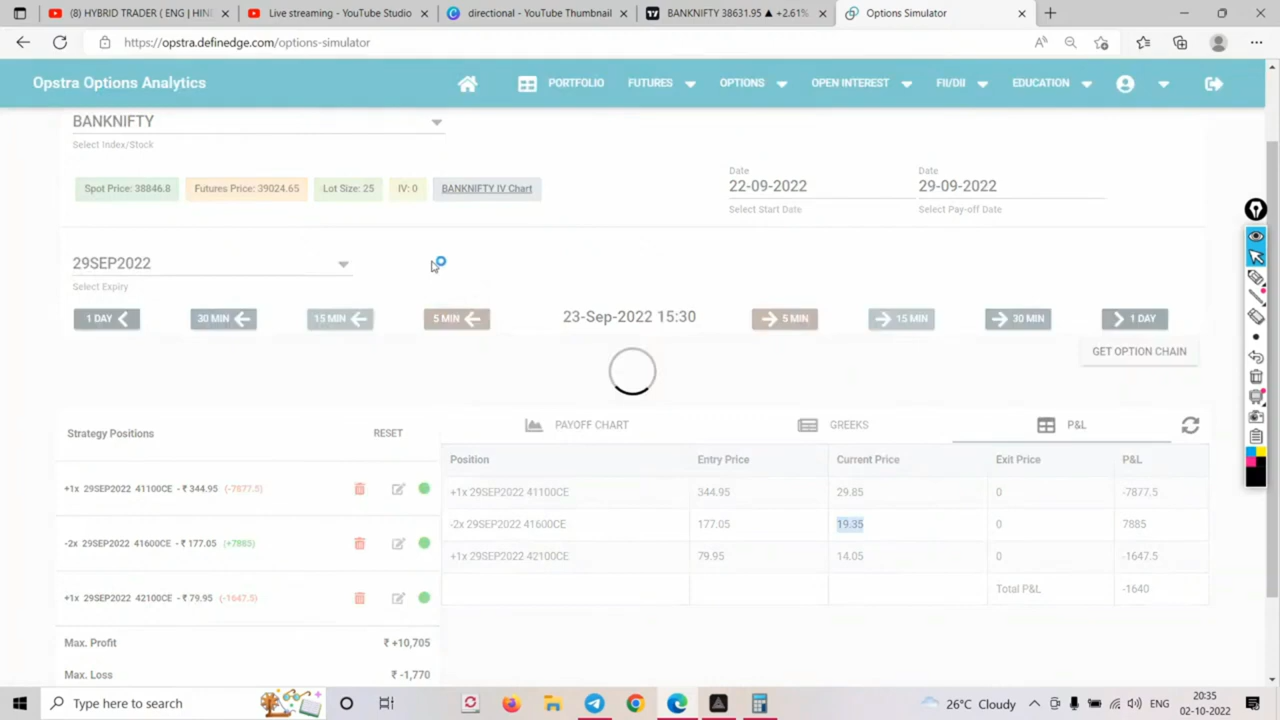 (8) HYBRID TRADER ( ENG | HIN
Live streaming - YouTube Studio
directional - YouTube Thumbnail
BANKNIFTY 38631.95 ▲ +2.61%
Options Simulator
https://opstra.definedge.com/options-simulator
Opstra Options Analytics
PORTFOLIO
FUTURES
OPTIONS
OPEN INTEREST
FII/DII
EDUCATION
BANKNIFTY
Select Index/Stock
Spot Price: 38846.8
Futures Price: 39024.65
Lot Size: 25
IV: 0
BANKNIFTY IV Chart
Date
22-09-2022
Select Start Date
Date
29-09-2022
Select Pay-off Date
29SEP2022
Select Expiry
1 DAY
30 MIN
15 MIN
5 MIN
23-Sep-2022 15:30
5 MIN
15 MIN
30 MIN
1 DAY
GET OPTION CHAIN
Strategy Positions
RESET
+1x 29SEP2022 41100CE - ₹ 344.95 (-7877.5)
-2x 29SEP2022 41600CE - ₹ 177.05 (+7885)
+1x 29SEP2022 42100CE - ₹ 79.95 (-1647.5)
Max. Profit ₹ +10,705
Max. Loss ₹ -1,770
PAYOFF CHART
GREEKS
P&L
Position Entry Price Current Price Exit Price P&L
+1x 29SEP2022 41100CE 344.95 29.85 0 -7877.5
-2x 29SEP2022 41600CE 177.05 19.35 0 7885
+1x 29SEP2022 42100CE 79.95 14.05 0 -1647.5
Total P&L -1640
Type here to search
26°C Cloudy
ENG
20:35
02-10-2022